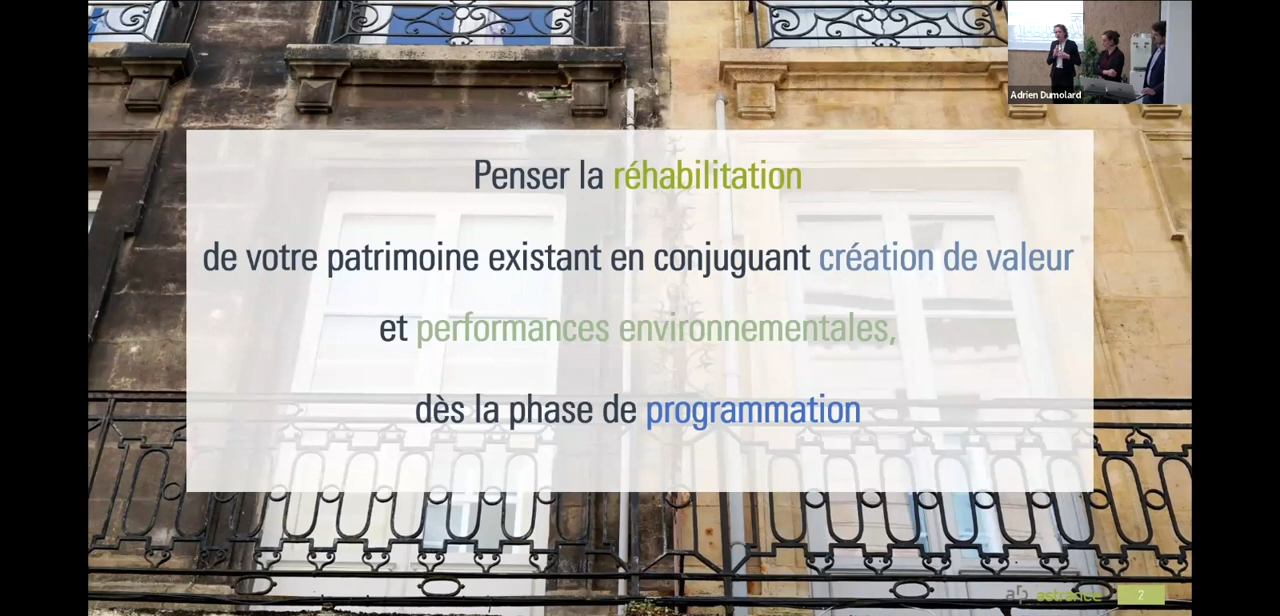 Adrien Dumolard
Penser la réhabilitation
de votre patrimoine existant en conjuguant création de valeur
et performances environnementales,
dès la phase de programmation
astrance
2